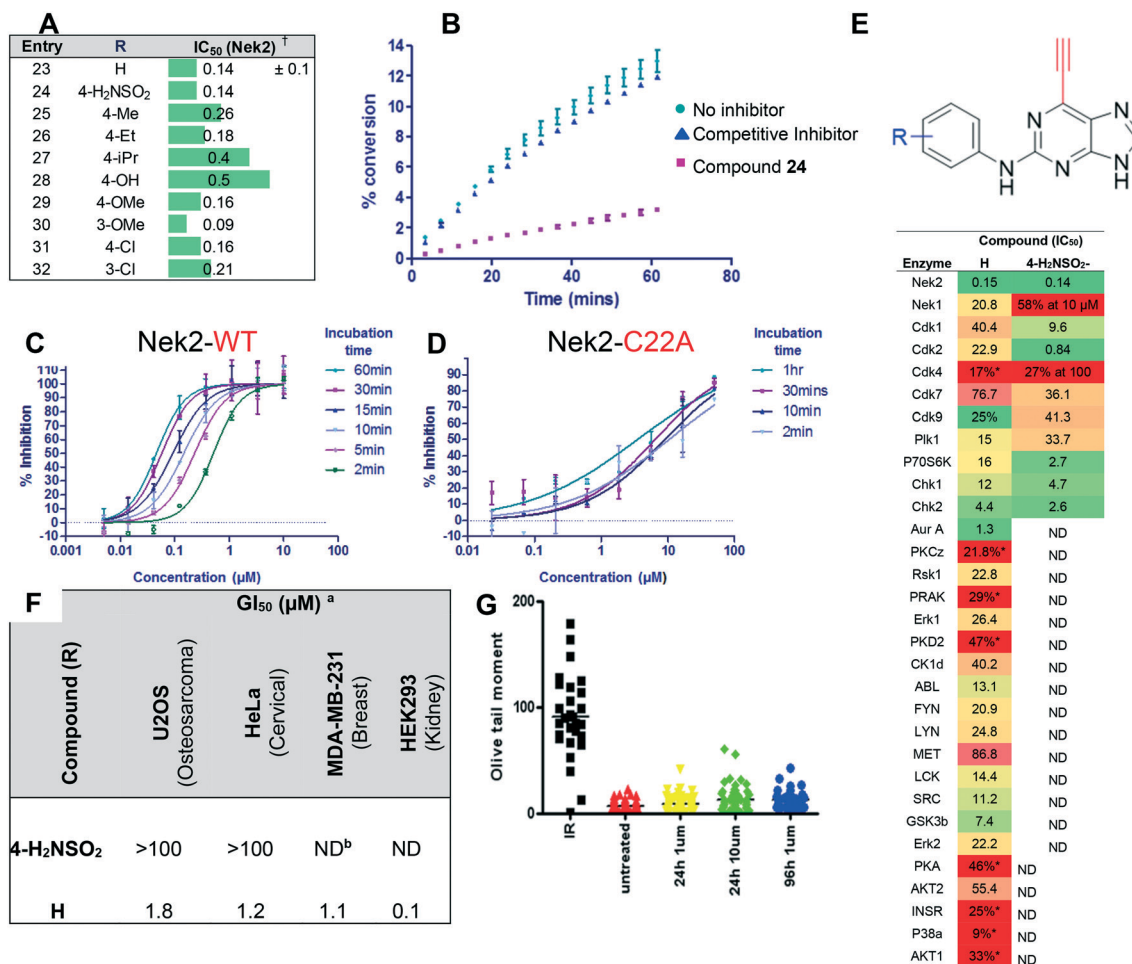 A
Entry R IC50 (Nek2) †
23 H 0.14 ± 0.1
24 4-H2NSO2 0.14
25 4-Me 0.26
26 4-Et 0.18
27 4-iPr 0.4
28 4-OH 0.5
29 4-OMe 0.16
30 3-OMe 0.09
31 4-Cl 0.16
32 3-Cl 0.21
B
% conversion
14
12
10
8
6
4
2
0
0 20 40 60 80
Time (mins)
No inhibitor
Competitive Inhibitor
Compound 24
C
Nek2-WT
Incubation
time
60min
30min
15min
10min
5min
2min
% Inhibition
110
100
90
80
70
60
50
40
30
20
10
0
-10
0.001 0.01 0.1 1 10 100
Concentration (µM)
D
Nek2-C22A
Incubation
time
1hr
30mins
10min
2min
% Inhibition
90
80
70
60
50
40
30
20
10
0
-10
0.01 0.1 1 10 100
Concentration (µM)
E
R
N
N
N
H
N
N
H
Compound (IC50)
Enzyme H 4-H2NSO2-
Nek2 0.15 0.14
Nek1 20.8 58% at 10 µM
Cdk1 40.4 9.6
Cdk2 22.9 0.84
Cdk4 17%* 27% at 100
Cdk7 76.7 36.1
Cdk9 25% 41.3
Plk1 15 33.7
P70S6K 16 2.7
Chk1 12 4.7
Chk2 4.4 2.6
Aur A 1.3 ND
PKCz 21.8%* ND
Rsk1 22.8 ND
PRAK 29%* ND
Erk1 26.4 ND
PKD2 47%* ND
CK1d 40.2 ND
ABL 13.1 ND
FYN 20.9 ND
LYN 24.8 ND
MET 86.8 ND
LCK 14.4 ND
SRC 11.2 ND
GSK3b 7.4 ND
Erk2 22.2 ND
PKA 46%* ND
AKT2 55.4 ND
INSR 25%* ND
P38a 9%* ND
AKT1 33%* ND
F
GI50 (µM) a
Compound (R)
U2OS
(Osteosarcoma)
HeLa
(Cervical)
MDA-MB-231
(Breast)
HEK293
(Kidney)
4-H2NSO2 >100 >100 NDb ND
H 1.8 1.2 1.1 0.1
G
Olive tail moment
200
100
0
IR
untreated
24h 1um
24h 10um
96h 1um